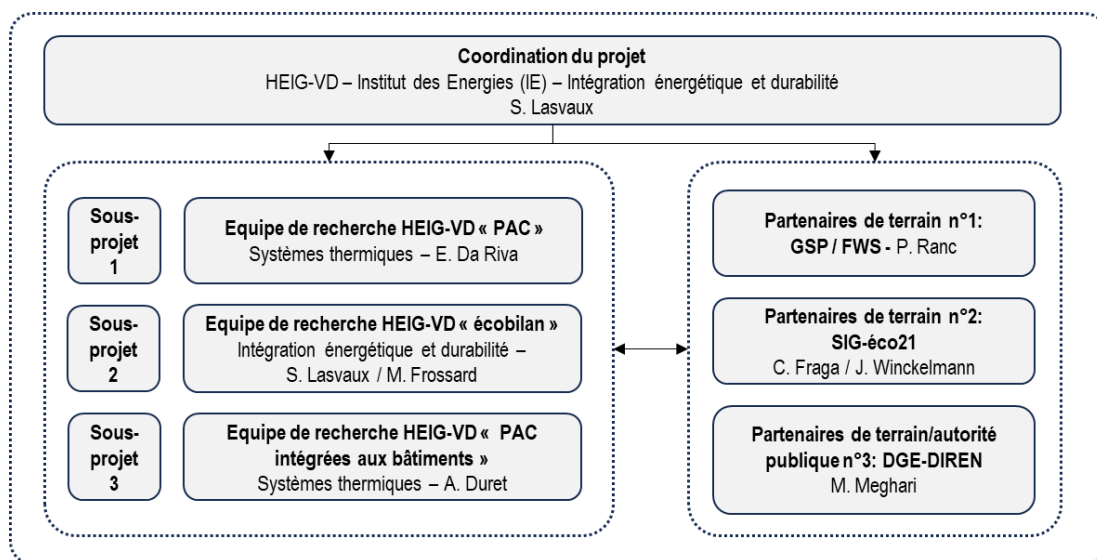 Coordination du projet
HEIG-VD – Institut des Energies (IE) – Intégration énergétique et durabilité
S. Lasvaux
Sous-
projet
1
Equipe de recherche HEIG-VD « PAC »
Systèmes thermiques – E. Da Riva
Sous-
projet
2
Equipe de recherche HEIG-VD « écobilan »
Intégration énergétique et durabilité –
S. Lasvaux / M. Frossard
Sous-
projet
3
Equipe de recherche HEIG-VD « PAC
intégrées aux bâtiments »
Systèmes thermiques – A. Duret
Partenaires de terrain n°1:
GSP / FWS - P. Ranc
Partenaires de terrain n°2:
SIG-éco21
C. Fraga / J. Winckelmann
Partenaires de terrain/autorité
publique n°3: DGE-DIREN
M. Meghari